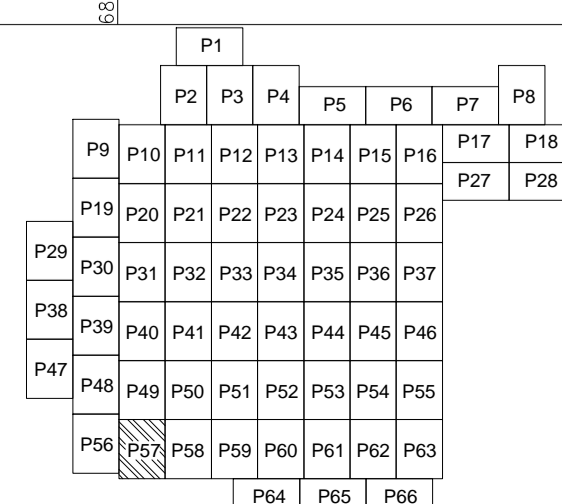 68
P1
P2 P3 P4 P5 P6 P7 P8
P9 P10 P11 P12 P13 P14 P15 P16 P17 P18
P27 P28
P19 P20 P21 P22 P23 P24 P25 P26
P29 P30 P31 P32 P33 P34 P35 P36 P37
P38 P39 P40 P41 P42 P43 P44 P45 P46
P47 P48 P49 P50 P51 P52 P53 P54 P55
P56 P57 P58 P59 P60 P61 P62 P63
P64 P65 P66